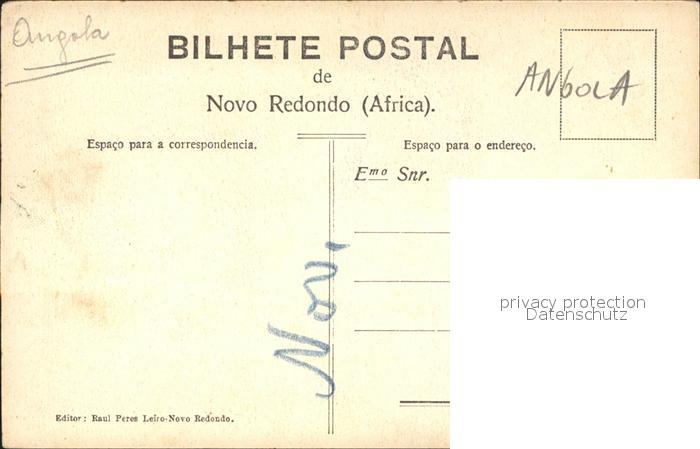 Angola
BILHETE POSTAL
de
Novo Redondo (Africa).
ANGOLA
Espaço para a correspondencia.
Espaço para o endereço.
Emo Snr.
Nov.
privacy protection
Datenschutz
Editor: Raul Peres Leiro-Novo Redondo.